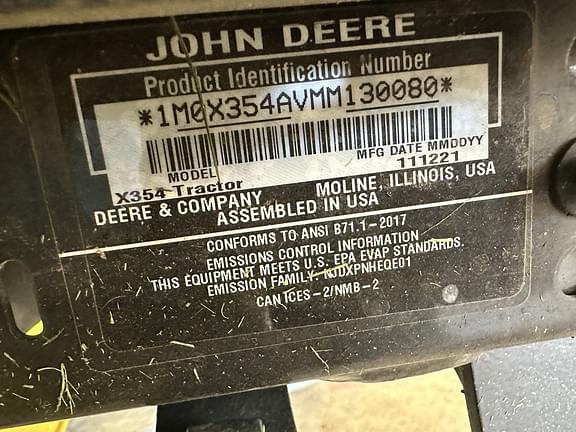 JOHN DEERE
Product Identification Number
*1M0X354AVMM130080*
MODEL
MFG DATE MMDDYY
X354 Tractor
111221
DEERE & COMPANY
MOLINE, ILLINOIS, USA
ASSEMBLED IN USA
CONFORMS TO ANSI B71.1-2017
EMISSIONS CONTROL INFORMATION
THIS EQUIPMENT MEETS U.S. EPA EVAP STANDARDS.
EMISSION FAMILY: NJDXPNHEQE01
CAN ICES-2/NMB-2